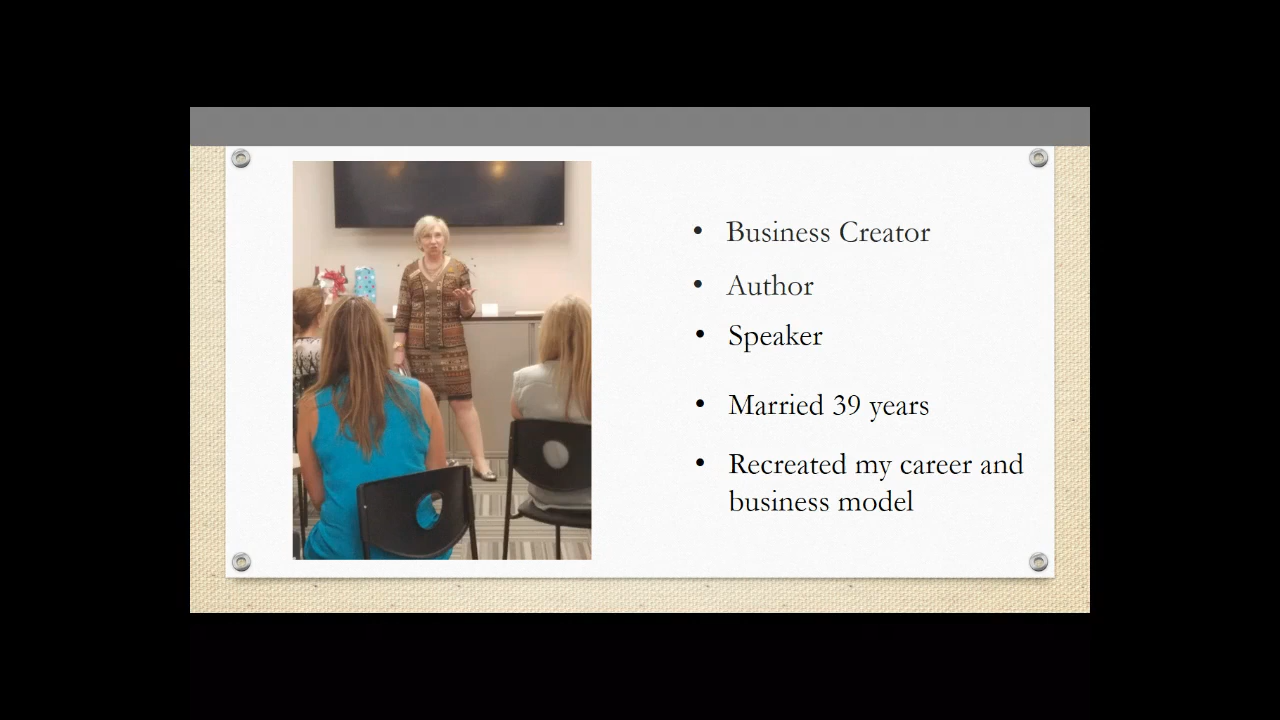 • Business Creator
• Author
• Speaker
• Married 39 years
• Recreated my career and
business model